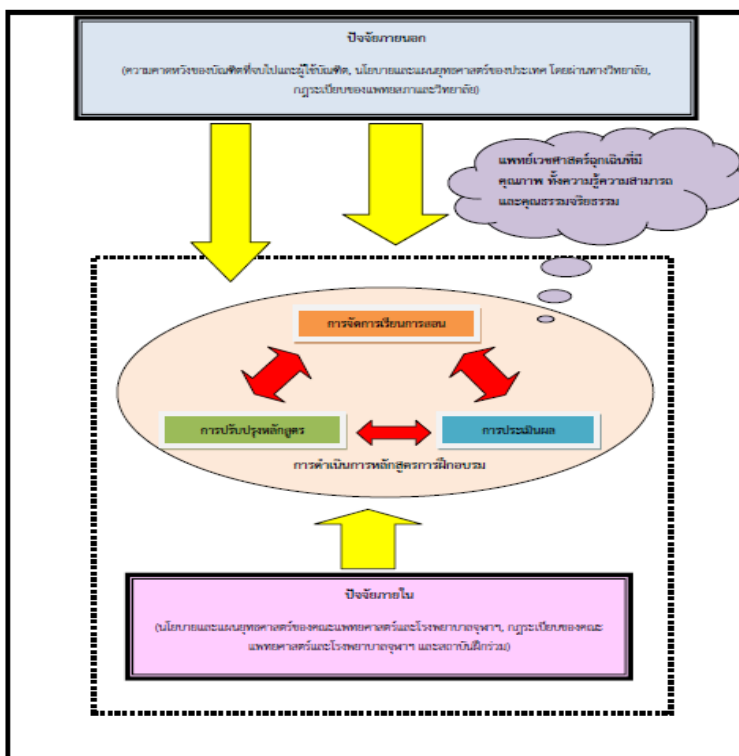 ปัจจัยภายนอก
(ความคาดหวังของบัณฑิตที่จบไปและผู้ใช้บัณฑิต, นโยบายและแผนยุทธศาสตร์ของประเทศ โดยผ่านทางวิทยาลัย,
กฎระเบียบของแพทยสภาและวิทยาลัย)
แพทย์เวชศาสตร์ฉุกเฉินที่มี
คุณภาพ ทั้งความรู้ความสามารถ
และคุณธรรมจริยธรรม
การจัดการเรียนการสอน
การปรับปรุงหลักสูตร
การประเมินผล
การดำเนินการหลักสูตรการฝึกอบรม
ปัจจัยภายใน
(นโยบายและแผนยุทธศาสตร์ของคณะแพทยศาสตร์และโรงพยาบาลจุฬาฯ, กฎระเบียบของคณะ
แพทยศาสตร์และโรงพยาบาลจุฬาฯ และสถาบันฝึกร่วม)